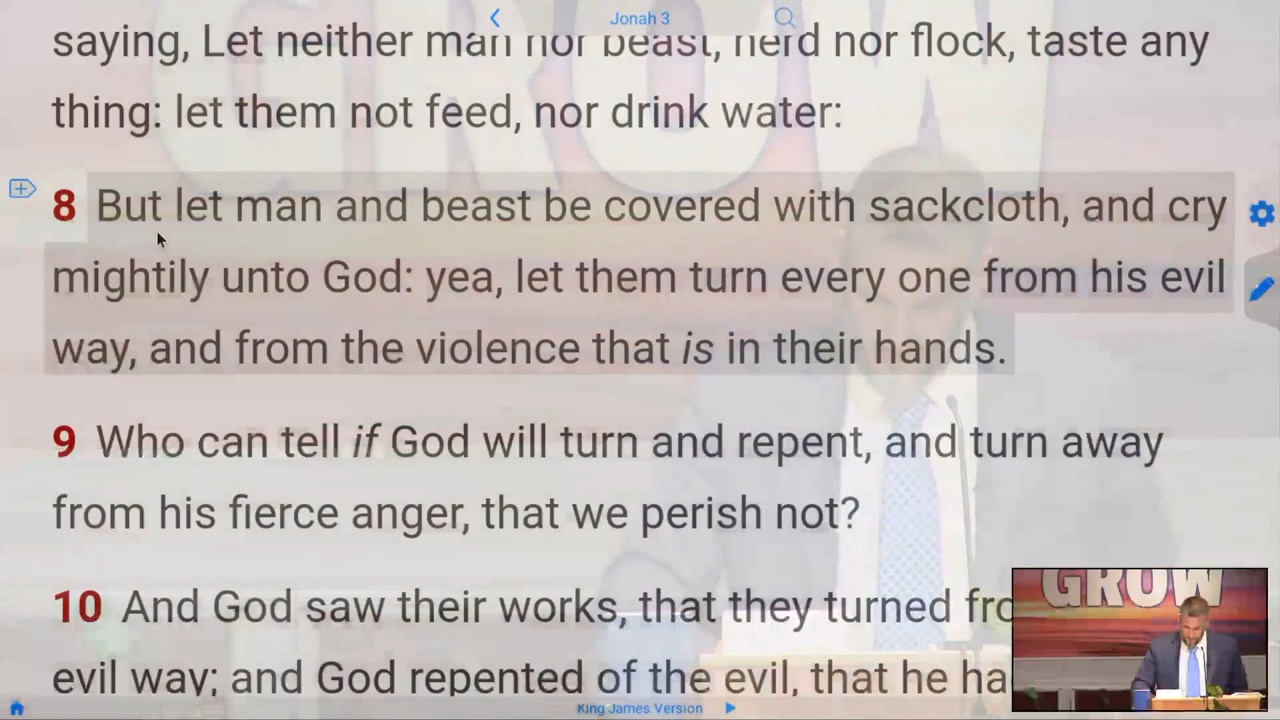 Jonah 3
saying, Let neither man nor beast, herd nor flock, taste any
thing: let them not feed, nor drink water:
8 But let man and beast be covered with sackcloth, and cry
mightily unto God: yea, let them turn every one from his evil
way, and from the violence that is in their hands.
9 Who can tell if God will turn and repent, and turn away
from his fierce anger, that we perish not?
10 And God saw their works, that they turned fro
evil way; and God repented of the evil, that he ha
King James Version
GROW
GROW